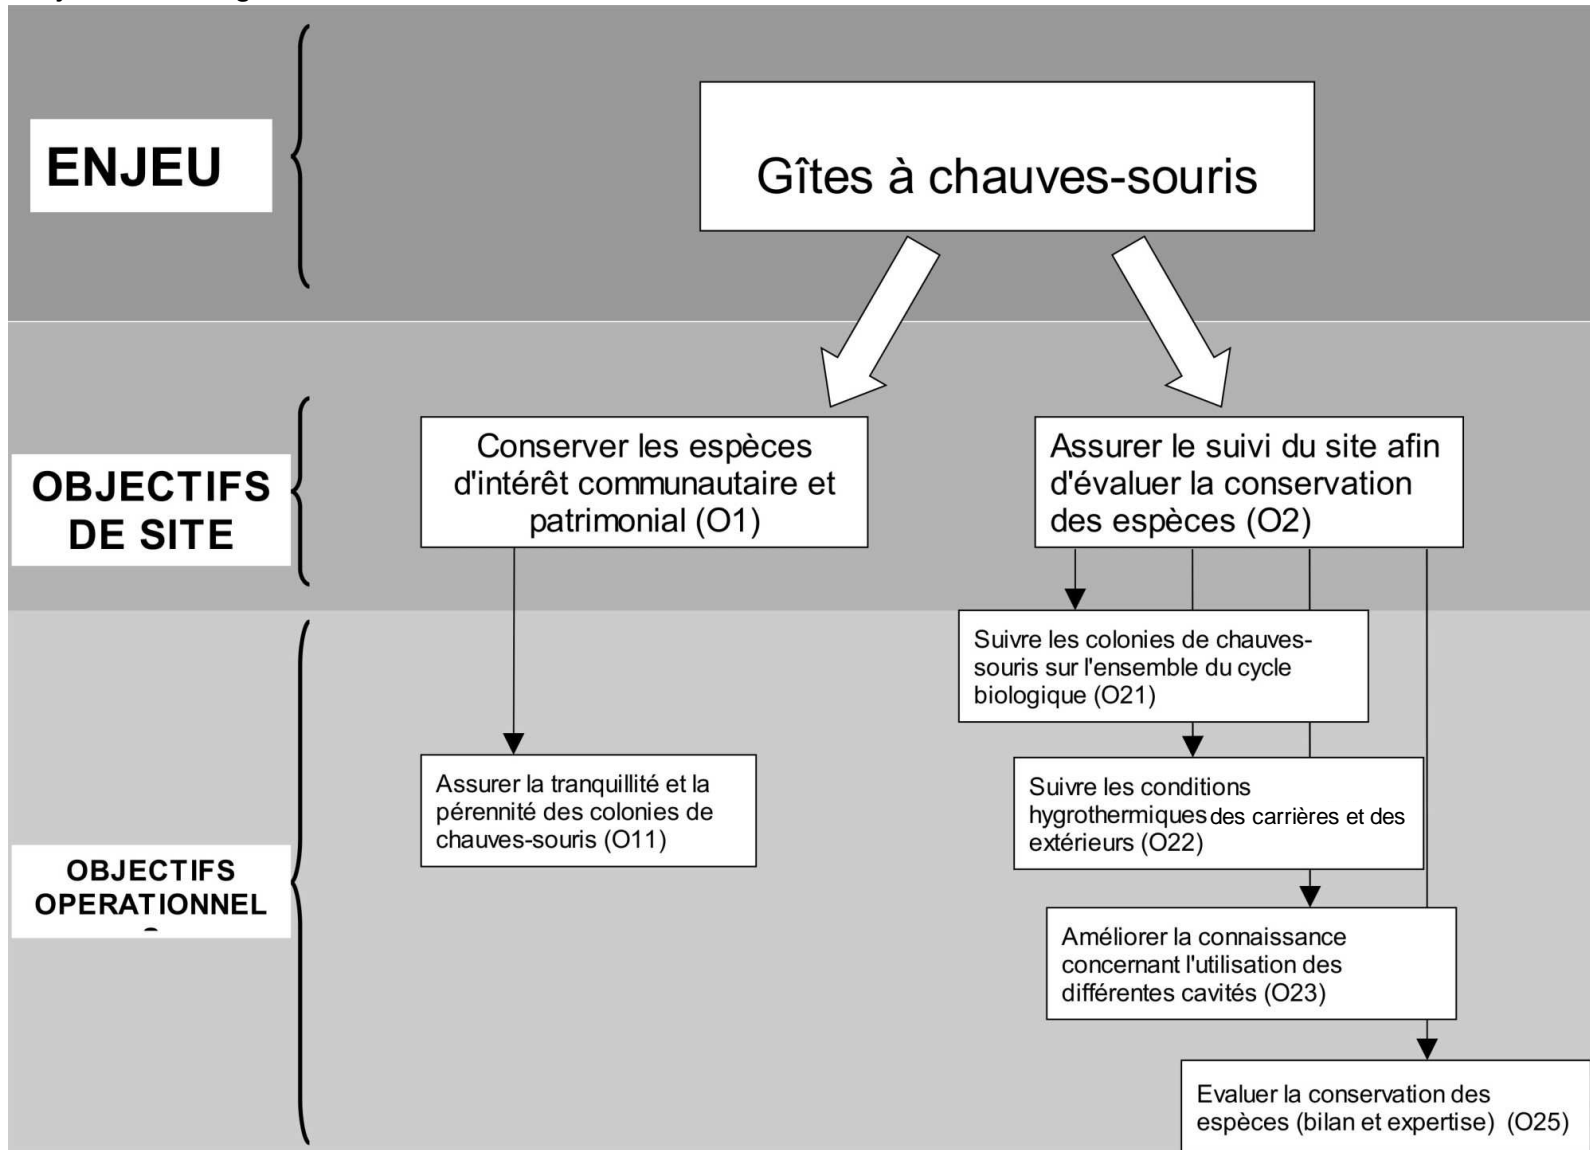 ENJEU
Gîtes à chauves-souris
OBJECTIFS
DE SITE
Conserver les espèces
d'intérêt communautaire et
patrimonial (O1)
Assurer le suivi du site afin
d'évaluer la conservation
des espèces (O2)
Suivre les colonies de chauves-
souris sur l'ensemble du cycle
biologique (O21)
Assurer la tranquillité et la
pérennité des colonies de
chauves-souris (O11)
Suivre les conditions
hygrothermiques des carrières et des
extérieurs (O22)
OBJECTIFS
OPERATIONNEL
Améliorer la connaissance
concernant l'utilisation des
différentes cavités (O23)
Evaluer la conservation des
espèces (bilan et expertise) (O25)